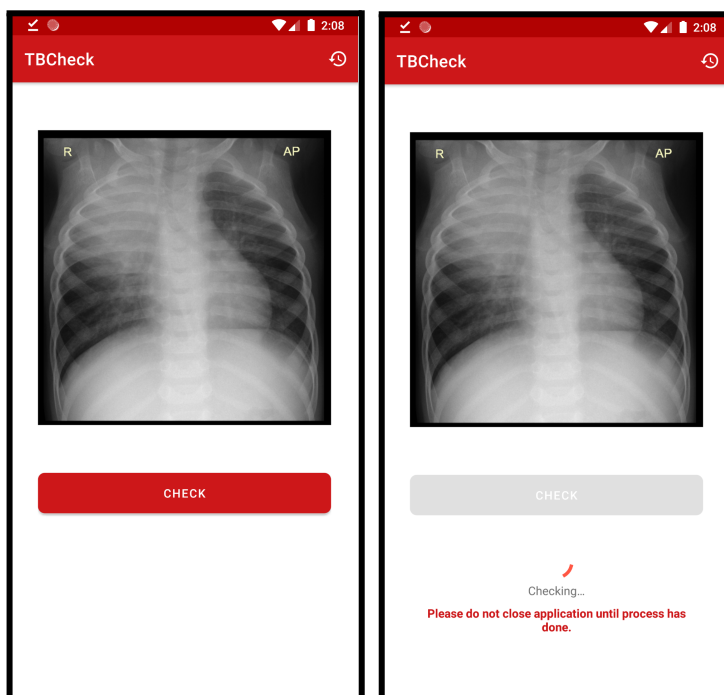 2:08
TBCheck
R
AP
CHECK
2:08
TBCheck
R
AP
CHECK
Checking...
Please do not close application until process has
done.